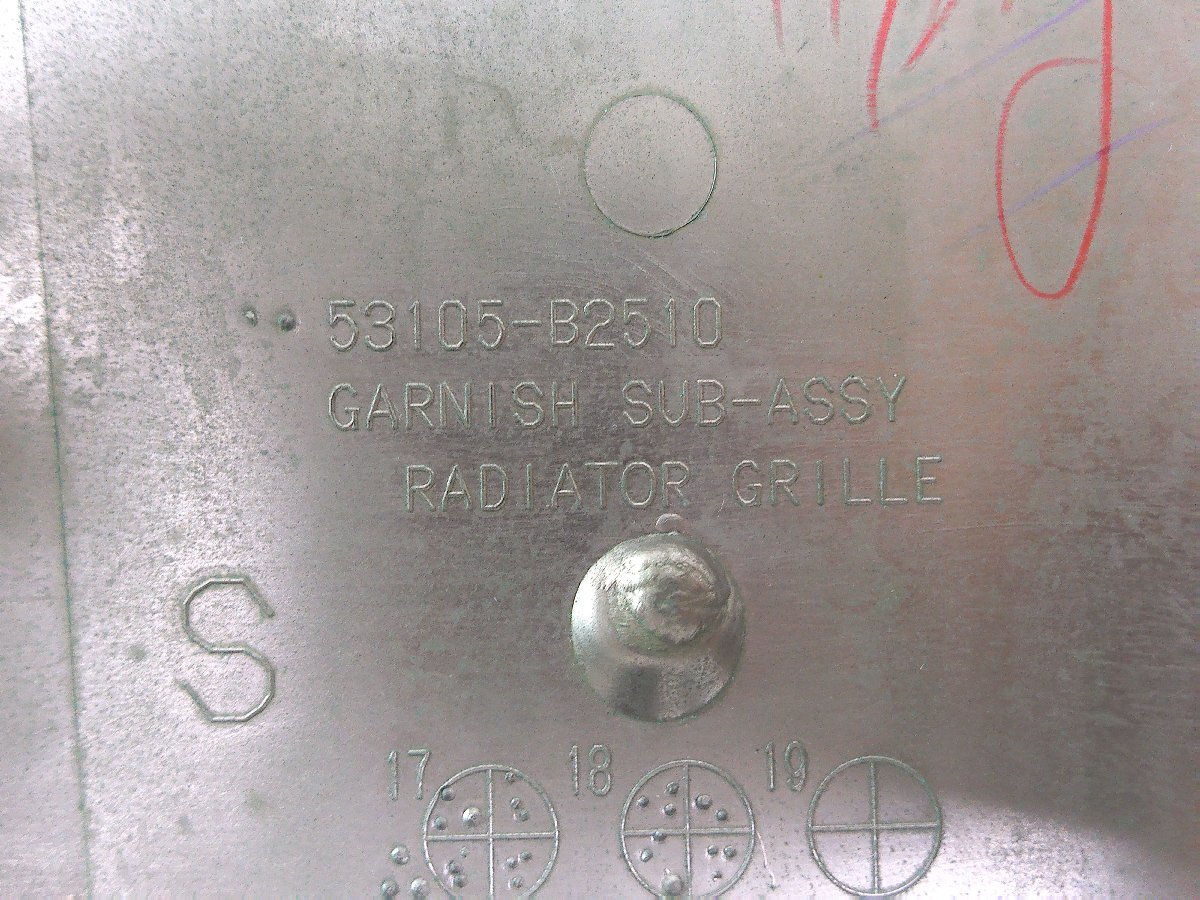 53105-B2510
GARNISH SUB-ASSY
RADIATOR GRILLE
S
17 18 19